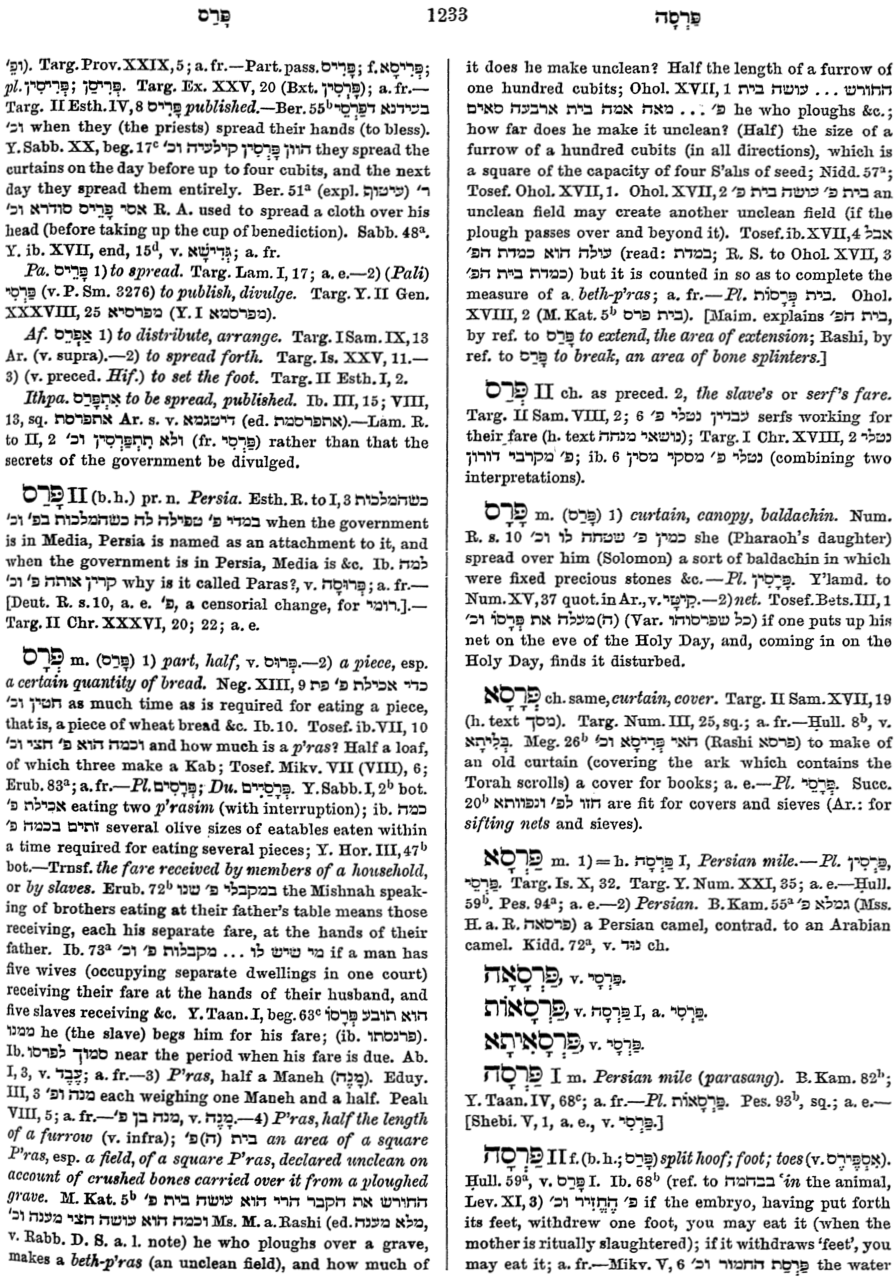 פָּרַס 1233 פַּרְסָה
וּפֵ'). Targ. Prov. XXIX, 5; a. fr.—Part. pass. פָּרִיס; f. פְּרִיסָא;
pl. פְּרִיסִין; פְּרִיסַן. Targ. Ex. XXV, 20 (Bxt. פָּרְסִין); a. fr.—
Targ. II Esth. IV, 8 פָּרִיס published.—Ber. 55ᵇ בעידנא דפָרְסֵי
וכ' when they (the priests) spread their hands (to bless).
Y. Sabb. XX, beg. 17ᶜ הוון פָּרְסִין קילעיה וכ' they spread the
curtains on the day before up to four cubits, and the next
day they spread them entirely. Ber. 51ᵃ (expl. עיטוף) ר'
אסי פָּרֵיס סודרא וכ' R. A. used to spread a cloth over his
head (before taking up the cup of benediction). Sabb. 48ᵃ.
Y. ib. XVII, end, 15ᵈ, v. גְּדִישָׁא; a. fr.
Pa. פָּרֵיס 1) to spread. Targ. Lam. I, 17; a. e.—2) (Pali)
פַּרְסֵי (v. P. Sm. 3276) to publish, divulge. Targ. Y. II Gen.
XXXVIII, 25 מפרסיא (Y. I מפרסמא).
Af. אַפְרֵס 1) to distribute, arrange. Targ. I Sam. IX, 13
Ar. (v. supra).—2) to spread forth. Targ. Is. XXV, 11.—
3) (v. preced. Hif.) to set the foot. Targ. II Esth. I, 2.
Ithpa. אִתְפָּרַס to be spread, published. Ib. III, 15; VIII,
13, sq. אתפרסת Ar. s. v. דיטגמא (ed. אתפרסמת).—Lam. R.
to II, 2 ולא תִתְפַּרְסֵין וכ' (fr. פַּרְסֵי) rather than that the
secrets of the government be divulged.
פָּרַס II (b. h.) pr. n. Persia. Esth. R. to I, 3 כשהמלכות
במדי פ' טפילה לה כשהמלכות בפ' וכ' when the government
is in Media, Persia is named as an attachment to it, and
when the government is in Persia, Media is &c. Ib. למה
קרין אותה פ' וכ' why is it called Paras?, v. פְּרוּסָה; a. fr.—
[Deut. R. s. 10, a. e. פ', a censorial change, for רומי.].—
Targ. II Chr. XXXVI, 20; 22; a. e.
פְּרָס m. (פָּרַס) 1) part, half, v. פְּרוּס.—2) a piece, esp.
a certain quantity of bread. Neg. XIII, 9 כדי אכילת פ' פת
חטין וכ' as much time as is required for eating a piece,
that is, a piece of wheat bread &c. Ib. 10. Tosef. ib. VII, 10
וכמה הוא פ' חצי וכ' and how much is a p'ras? Half a loaf,
of which three make a Kab; Tosef. Mikv. VII (VIII), 6;
Erub. 83ᵃ; a. fr.—Pl. פְּרָסִים; Du. פְּרָסַיִים. Y. Sabb. I, 2ᵇ bot.
אכילת פ' eating two p'rasim (with interruption); ib. כמה
זתים בכמה פ' several olive sizes of eatables eaten within
a time required for eating several pieces; Y. Hor. III, 47ᵇ
bot.—Trnsf. the fare received by members of a household,
or by slaves. Erub. 72ᵇ במקבלי פ' שנו the Mishnah speak-
ing of brothers eating at their father's table means those
receiving, each his separate fare, at the hands of their
father. Ib. 73ᵃ מי שיש לו ... מקבלות פ' וכ' if a man has
five wives (occupying separate dwellings in one court)
receiving their fare at the hands of their husband, and
five slaves receiving &c. Y. Taan. I, beg. 63ᶜ הוא תובע פְּרָסוֹ
ממנו he (the slave) begs him for his fare; (ib. פרנסתו).
Ib. סמוך לפרסו near the period when his fare is due. Ab.
I, 3, v. עֶבֶד; a. fr.—3) P'ras, half a Maneh (מָנֶה). Eduy.
III, 3 מנה ופ' each weighing one Maneh and a half. Peah
VIII, 5; a. fr.—מנה בן פ', v. מָנֶה.—4) P'ras, half the length
of a furrow (v. infra); בית (ה)פ' an area of a square
P'ras, esp. a field, of a square P'ras, declared unclean on
account of crushed bones carried over it from a ploughed
grave. M. Kat. 5ᵇ החורש את הקבר הרי הוא עושה בית פ'
וכמה הוא עושה חצי מענה וכ' Ms. M. a. Rashi (ed. מלא מענה,
v. Rabb. D. S. a. l. note) he who ploughs over a grave,
makes a beth-p'ras (an unclean field), and how much of
it does he make unclean? Half the length of a furrow of
one hundred cubits; Ohol. XVII, 1 החורש ... עושה בית
פ' ... מאה אמה בית ארבעה סאים he who ploughs &c.;
how far does he make it unclean? (Half) the size of a
furrow of a hundred cubits (in all directions), which is
a square of the capacity of four S'ahs of seed; Nidd. 57ᵃ;
Tosef. Ohol. XVII, 1. Ohol. XVII, 2 בית פ' עושה בית פ' an
unclean field may create another unclean field (if the
plough passes over and beyond it). Tosef. ib. XVII, 4 אבל
עולה הוא כמדת הפ' (read: במדת; R. S. to Ohol. XVII, 3
כמדת בית הפ') but it is counted in so as to complete the
measure of a beth-p'ras; a. fr.—Pl. בית פְּרָסוֹת. Ohol.
XVIII, 2 (M. Kat. 5ᵇ בית פרס). [Maim. explains בית הפ',
by ref. to פָּרַס to extend, the area of extension; Rashi, by
ref. to פָּרַס to break, an area of bone splinters.]
פְּרַס II ch. as preced. 2, the slave's or serf's fare.
Targ. II Sam. VIII, 2; 6 עבדין נטלי פ' serfs working for
their fare (h. text נושאי מנחה); Targ. I Chr. XVIII, 2 נטלי
פ' מקרבי דורון; ib. 6 נטלי פ' מסקי מסין (combining two
interpretations).
פְּרָס m. (פָּרַס) 1) curtain, canopy, baldachin. Num.
R. s. 10 כמין פ' שטחה לו וכ' she (Pharaoh's daughter)
spread over him (Solomon) a sort of baldachin in which
were fixed precious stones &c.—Pl. פְּרָסִין. Y'lamd. to
Num. XV, 37 quot. in Ar., v. קִיטֵי.—2) net. Tosef. Bets. III, 1
(ה)מעלה את פְּרָסוֹ וכ' (Var. כל שפירסוהו) if one puts up his
net on the eve of the Holy Day, and, coming in on the
Holy Day, finds it disturbed.
פְּרָסָא ch. same, curtain, cover. Targ. II Sam. XVII, 19
(h. text מסך). Targ. Num. III, 25, sq.; a. fr.—Ḥull. 8ᵇ, v.
בְּלִיתָא. Meg. 26ᵇ האי פְּרִיסָא וכ' (Rashi פרסא) to make of
an old curtain (covering the ark which contains the
Torah scrolls) a cover for books; a. e.—Pl. פְּרָסֵי. Succ.
20ᵇ חזו לפ' ונפוותא are fit for covers and sieves (Ar.: for
sifting nets and sieves).
פַּרְסָא m. 1) = h. פַּרְסָה I, Persian mile.—Pl. פַּרְסִין,
פַּרְסֵי. Targ. Is. X, 32. Targ. Y. Num. XXI, 35; a. e.—Ḥull.
59ᵇ. Pes. 94ᵃ; a. e.—2) Persian. B. Kam. 55ᵃ גמלא פ' (Mss.
H. a. R. פרסאה) a Persian camel, contrad. to an Arabian
camel. Kidd. 72ᵃ, v. נוּד ch.
פַּרְסָאָה, v. פַּרְסִי.
פַּרְסָאוֹת, v. פַּרְסָה I, a. פַּרְסִי.
פַּרְסָאִיתָא, v. פַּרְסִי.
פַּרְסָה I m. Persian mile (parasang). B. Kam. 82ᵇ;
Y. Taan. IV, 68ᶜ; a. fr.—Pl. פַּרְסָאוֹת. Pes. 93ᵇ, sq.; a. e.—
[Shebi. V, 1, a. e., v. פַּרְסִי.]
פַּרְסָה II f. (b. h.; פָּרַס) split hoof; foot; toes (v. אִסְפֵּירָס).
Ḥull. 59ᵃ, v. פָּרַס I. Ib. 68ᵇ (ref. to בבהמה 'in the animal,
Lev. XI, 3) פ' הֶחֱזִיר וכ' if the embryo, having put forth
its feet, withdrew one foot, you may eat it (when the
mother is ritually slaughtered); if it withdraws 'feet', you
may eat it; a. fr.—Mikv. V, 6 פַּרְסַת החמור וכ' the water